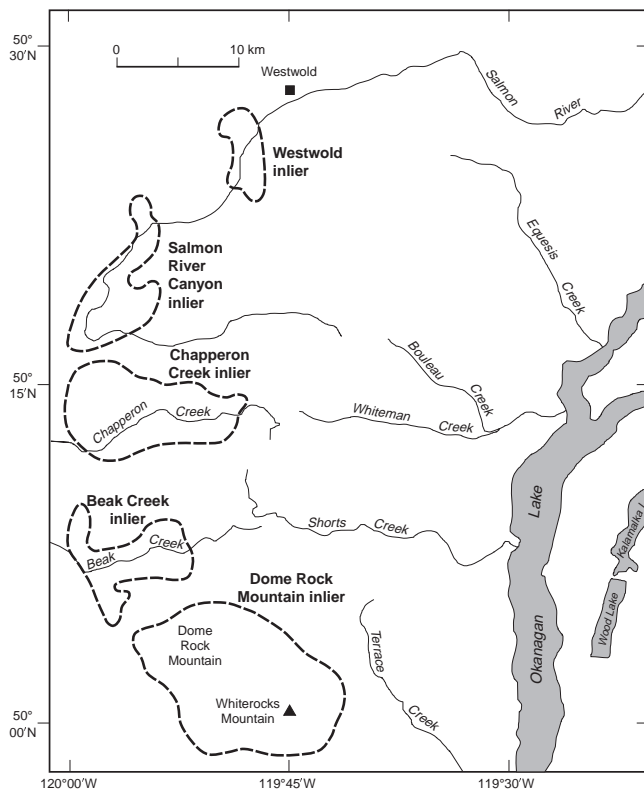 50°
30′N
0
10 km
Westwold
Salmon
River
Westwold
inlier
Equesis
Creek
Salmon
River
Canyon
inlier
Chapperon
Creek inlier
50°
15′N
Bouleau
Creek
Chapperon
Creek
Whiteman
Creek
Beak Creek
inlier
Beak
Creek
Shorts
Creek
Lake
Okanagan
Kalamalka L
Wood Lake
Dome Rock
Mountain inlier
Dome
Rock
Mountain
Terrace
Creek
Whiterocks
Mountain
50°
00′N
120°00′W
119°45′W
119°30′W